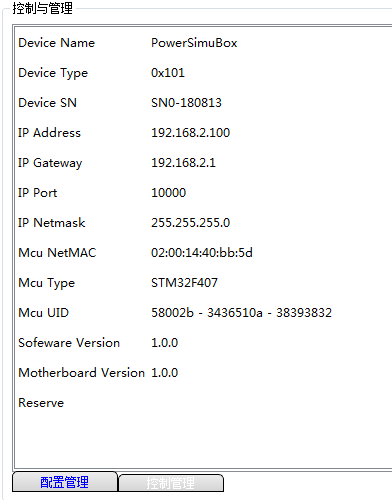 控制与管理
Device Name PowerSimuBox
Device Type 0x101
Device SN SN0-180813
IP Address 192.168.2.100
IP Gateway 192.168.2.1
IP Port 10000
IP Netmask 255.255.255.0
Mcu NetMAC 02:00:14:40:bb:5d
Mcu Type STM32F407
Mcu UID 58002b - 3436510a - 38393832
Sofeware Version 1.0.0
Motherboard Version 1.0.0
Reserve
配置管理 控制管理